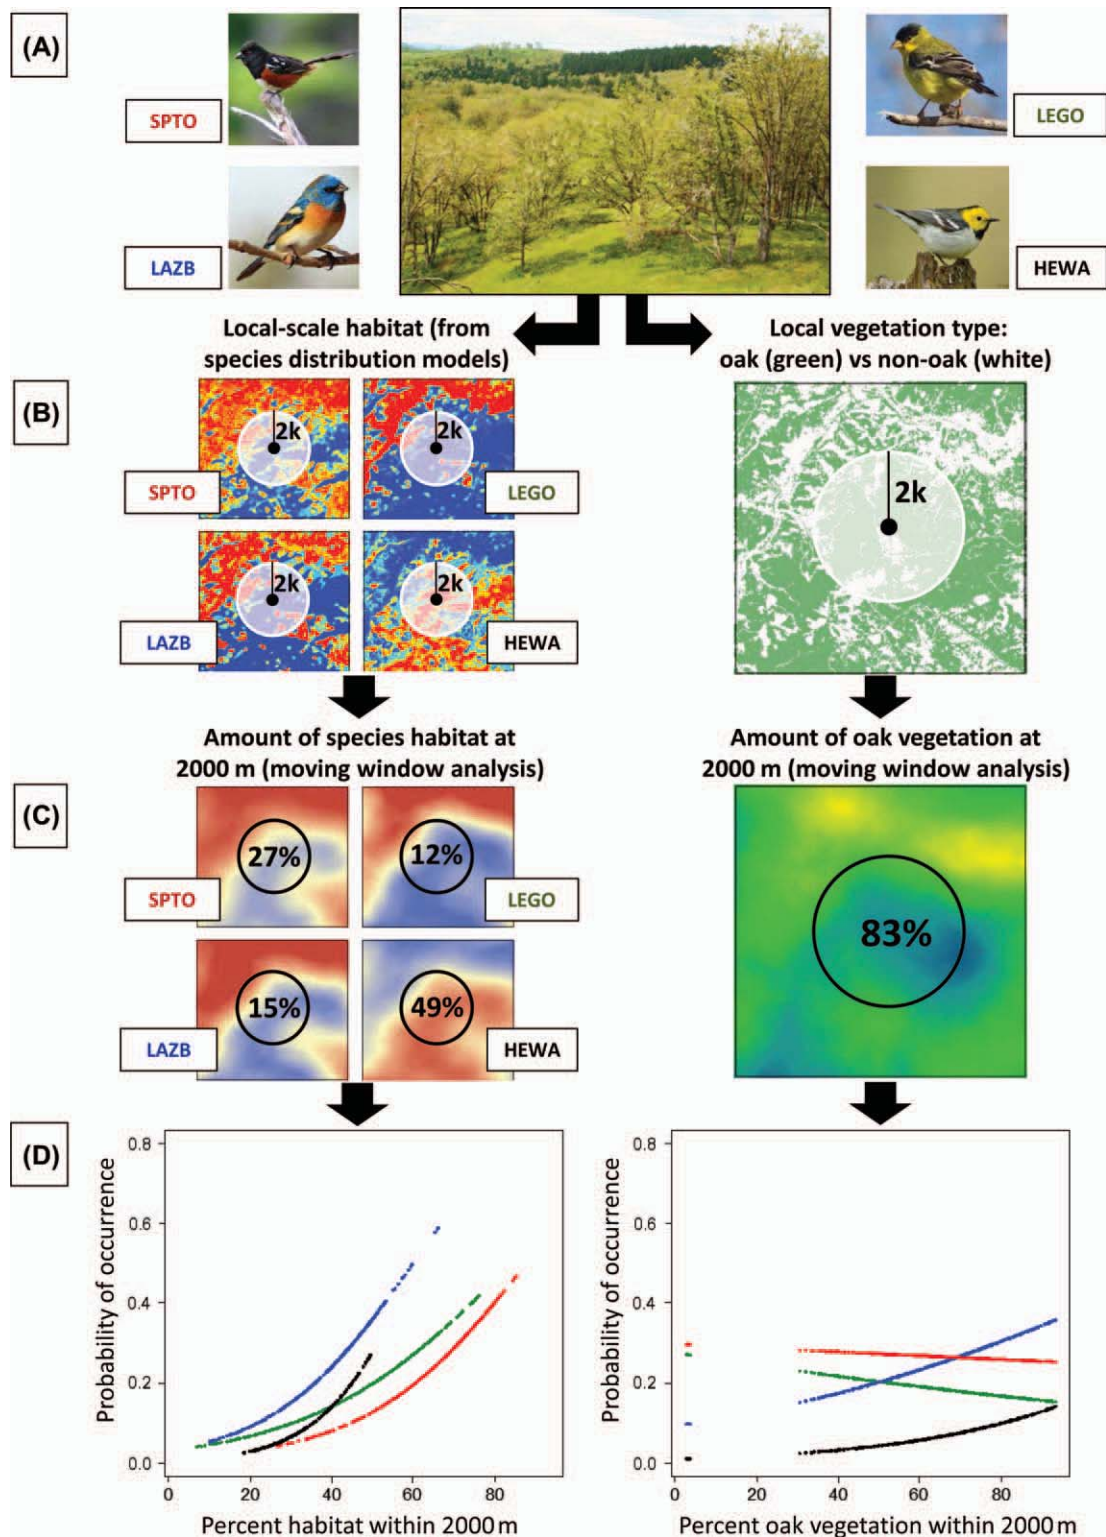 (A)
SPTO
LEGO
LAZB
HEWA
Local-scale habitat (from
species distribution models)
Local vegetation type:
oak (green) vs non-oak (white)
(B)
2k
2k
SPTO
LEGO
2k
2k
2k
LAZB
HEWA
Amount of species habitat at
2000 m (moving window analysis)
Amount of oak vegetation at
2000 m (moving window analysis)
(C)
27%
12%
SPTO
LEGO
83%
15%
49%
LAZB
HEWA
(D)
Probability of occurrence
0.8
0.6
0.4
0.2
0.0
0 20 40 60 80
Percent habitat within 2000 m
Probability of occurrence
0.8
0.6
0.4
0.2
0.0
0 20 40 60 80
Percent oak vegetation within 2000 m